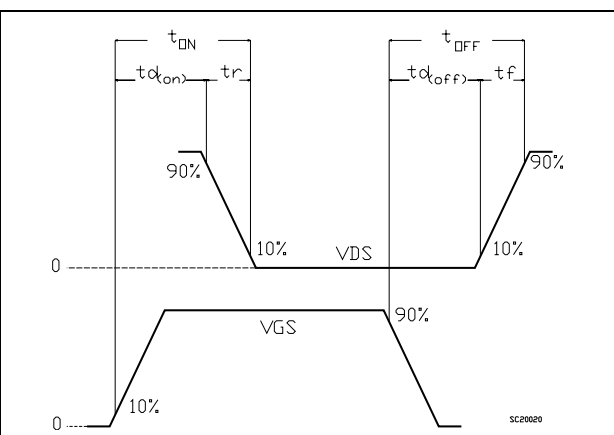 tON tOFF
td(on) tr td(off) tf
90% 90%
10% 10%
0 VDS
90%
VGS
10%
0 SC20020